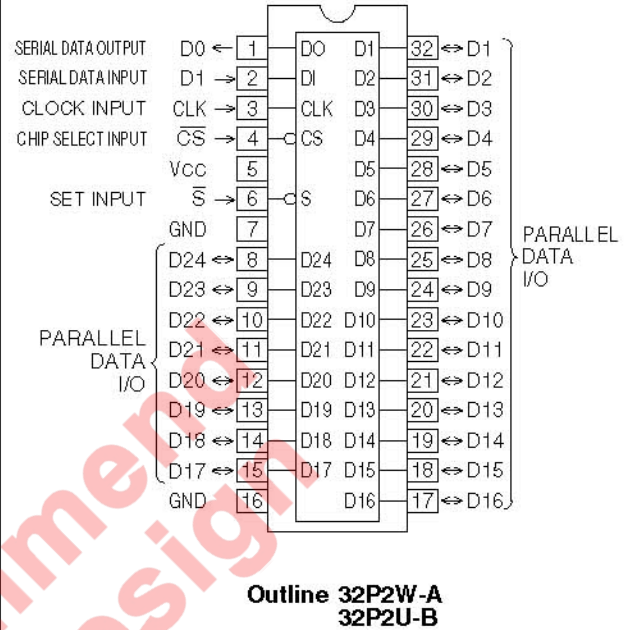 SERIAL DATA OUTPUT D0 ← 1 DO D1 32 ↔ D1
SERIAL DATA INPUT D1 → 2 DI D2 31 ↔ D2
CLOCK INPUT CLK → 3 CLK D3 30 ↔ D3
CHIP SELECT INPUT C̅S̅ → 4 CS D4 29 ↔ D4
Vcc 5 D5 28 ↔ D5
SET INPUT S̅ → 6 S D6 27 ↔ D6
GND 7 D7 26 ↔ D7
D24 ↔ 8 D24 D8 25 ↔ D8
D23 ↔ 9 D23 D9 24 ↔ D9
D22 ↔ 10 D22 D10 23 ↔ D10
D21 ↔ 11 D21 D11 22 ↔ D11
D20 ↔ 12 D20 D12 21 ↔ D12
D19 ↔ 13 D19 D13 20 ↔ D13
D18 ↔ 14 D18 D14 19 ↔ D14
D17 ↔ 15 D17 D15 18 ↔ D15
GND 16 D16 17 ↔ D16
PARALLEL
DATA
I/O
PARALLEL
DATA
I/O
Outline 32P2W-A
32P2U-B